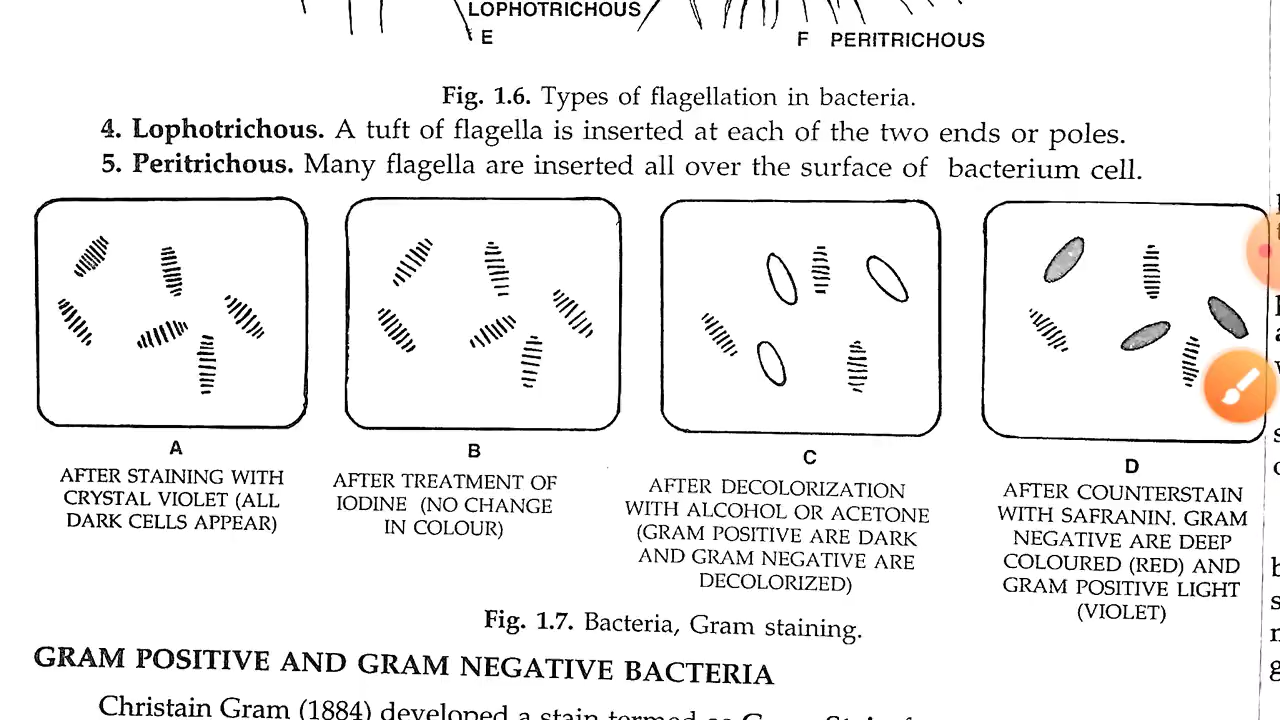 LOPHOTRICHOUS
E
F PERITRICHOUS
Fig. 1.6. Types of flagellation in bacteria.
4. Lophotrichous. A tuft of flagella is inserted at each of the two ends or poles.
5. Peritrichous. Many flagella are inserted all over the surface of bacterium cell.
A
AFTER STAINING WITH
CRYSTAL VIOLET (ALL
DARK CELLS APPEAR)
B
AFTER TREATMENT OF
IODINE (NO CHANGE
IN COLOUR)
C
AFTER DECOLORIZATION
WITH ALCOHOL OR ACETONE
(GRAM POSITIVE ARE DARK
AND GRAM NEGATIVE ARE
DECOLORIZED)
D
AFTER COUNTERSTAIN
WITH SAFRANIN. GRAM
NEGATIVE ARE DEEP
COLOURED (RED) AND
GRAM POSITIVE LIGHT
(VIOLET)
Fig. 1.7. Bacteria, Gram staining.
GRAM POSITIVE AND GRAM NEGATIVE BACTERIA
Christain Gram (1884) developed a stain termed as Gram Stain